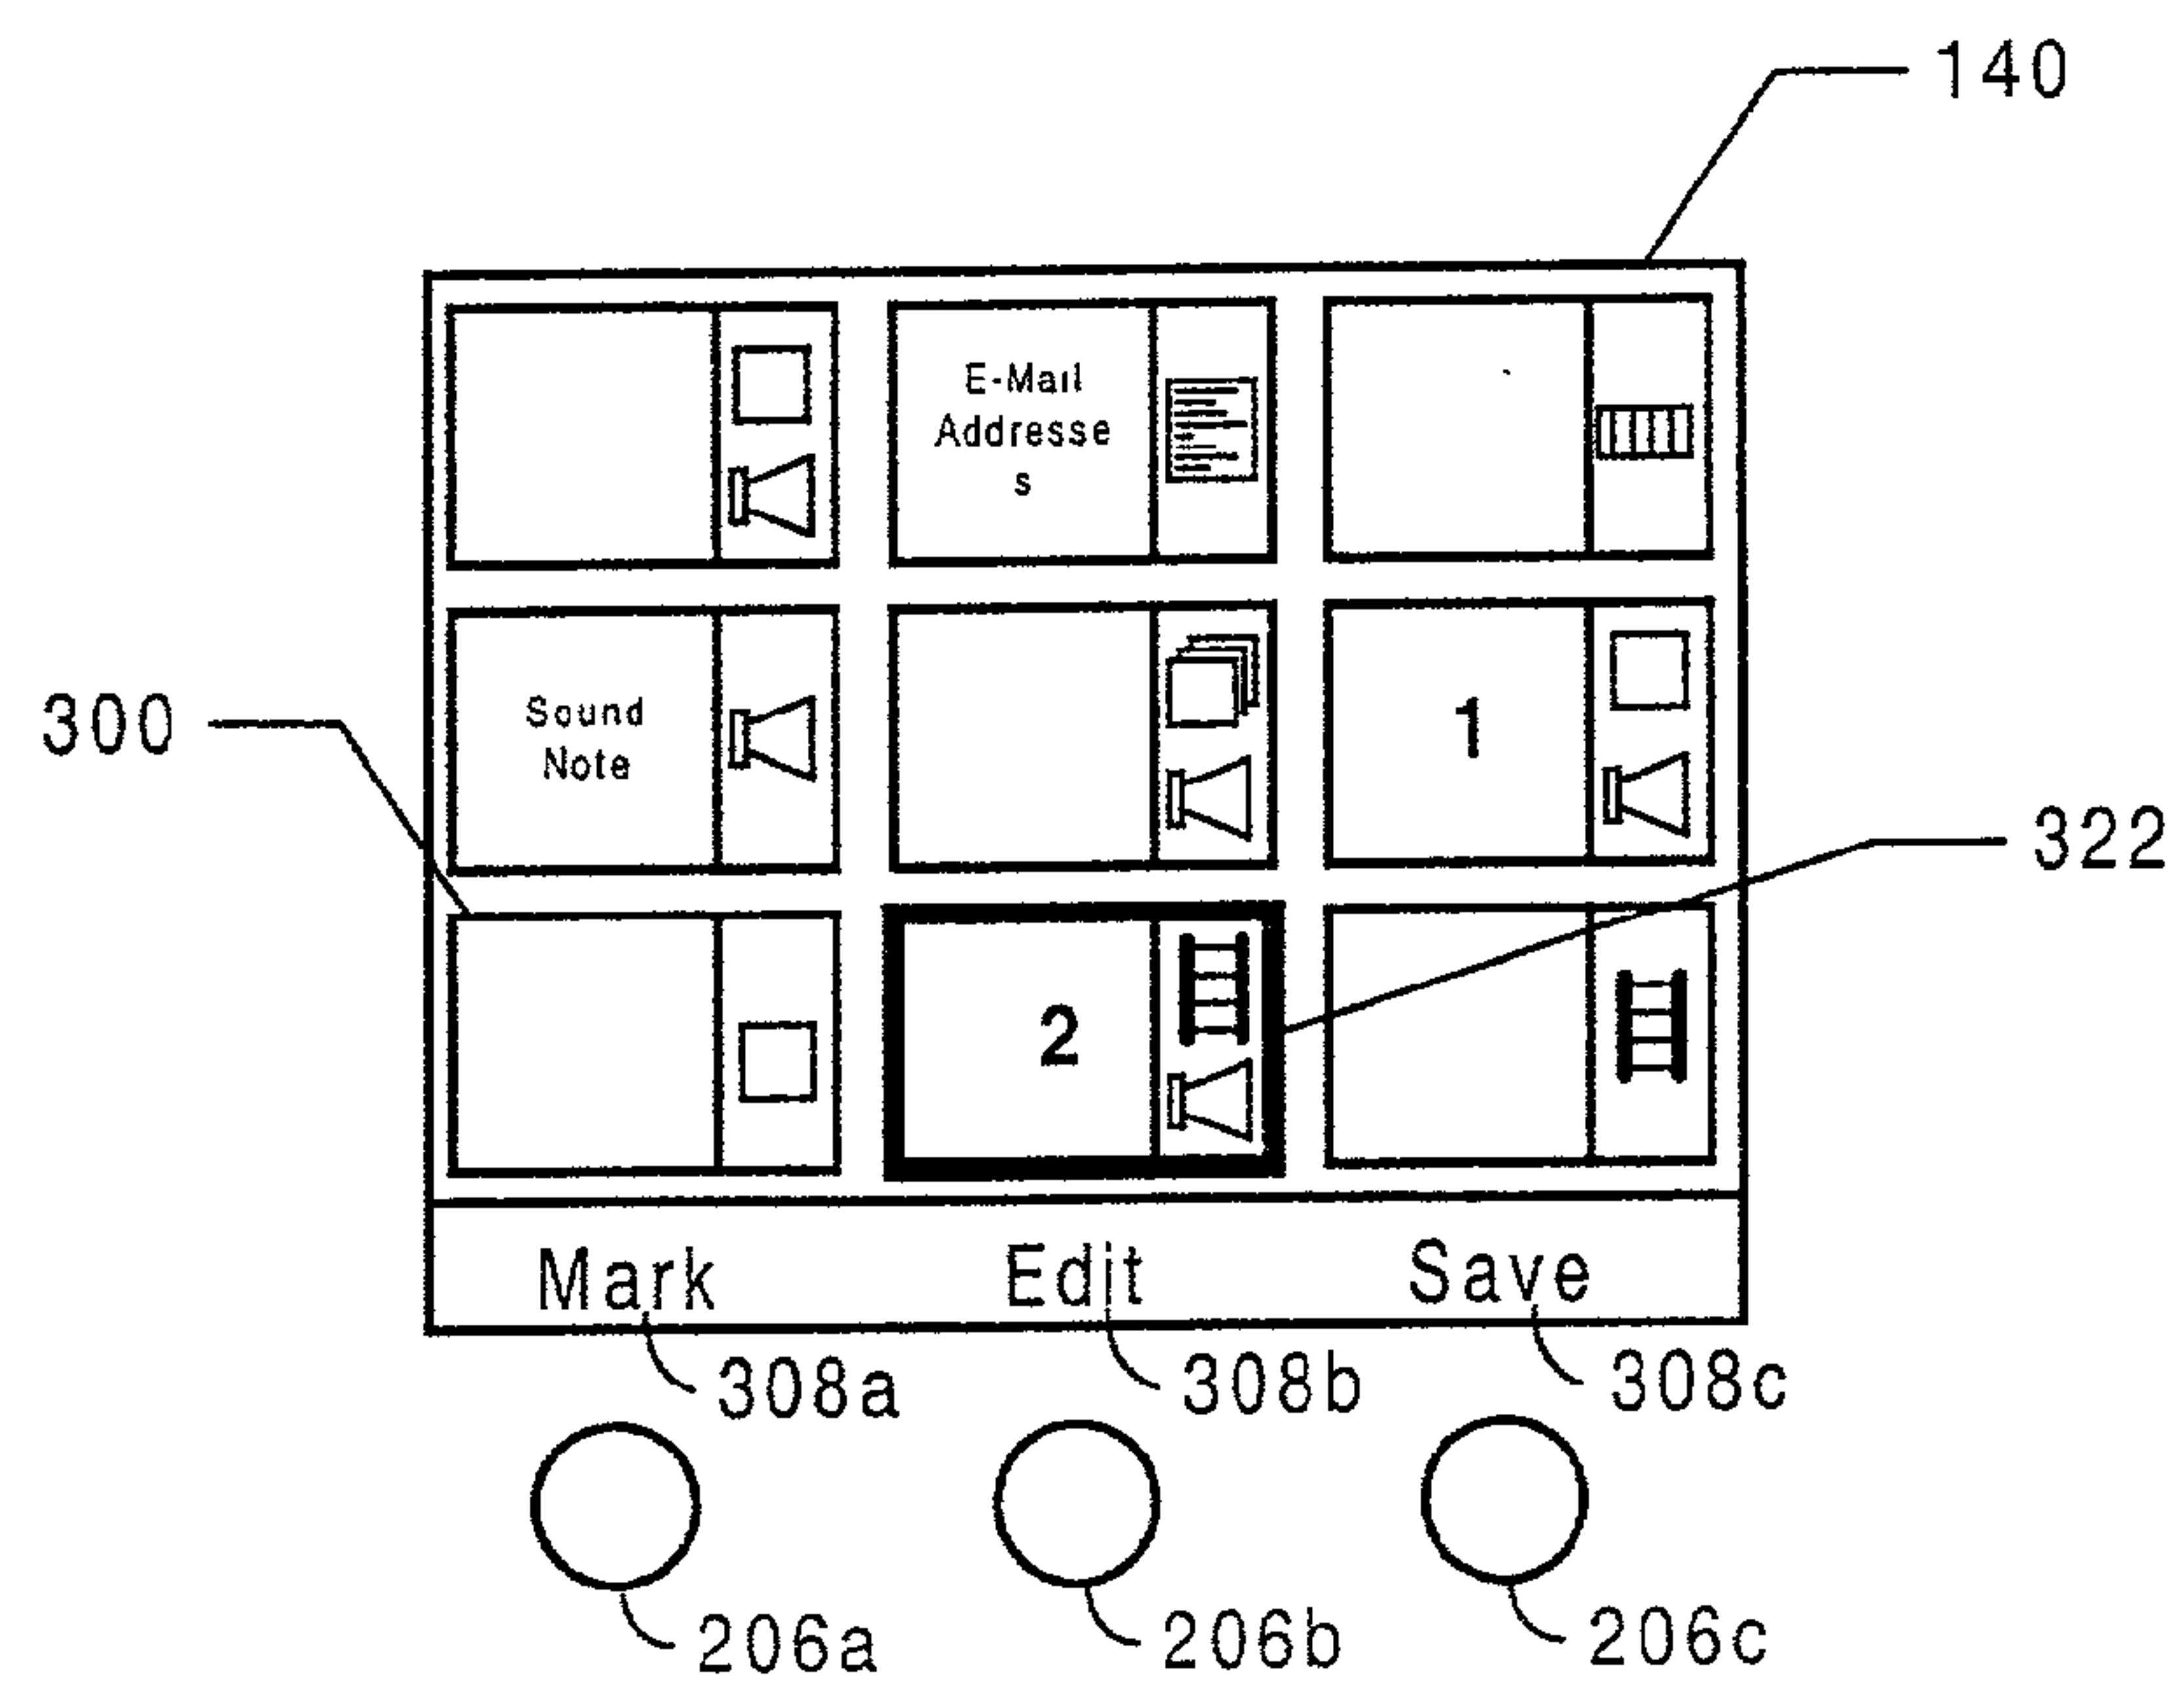 140
E-Mail
Addresse
s
300
Sound
Note
1
322
2
Mark
Edit
Save
308a
308b
308c
206a
206b
206c